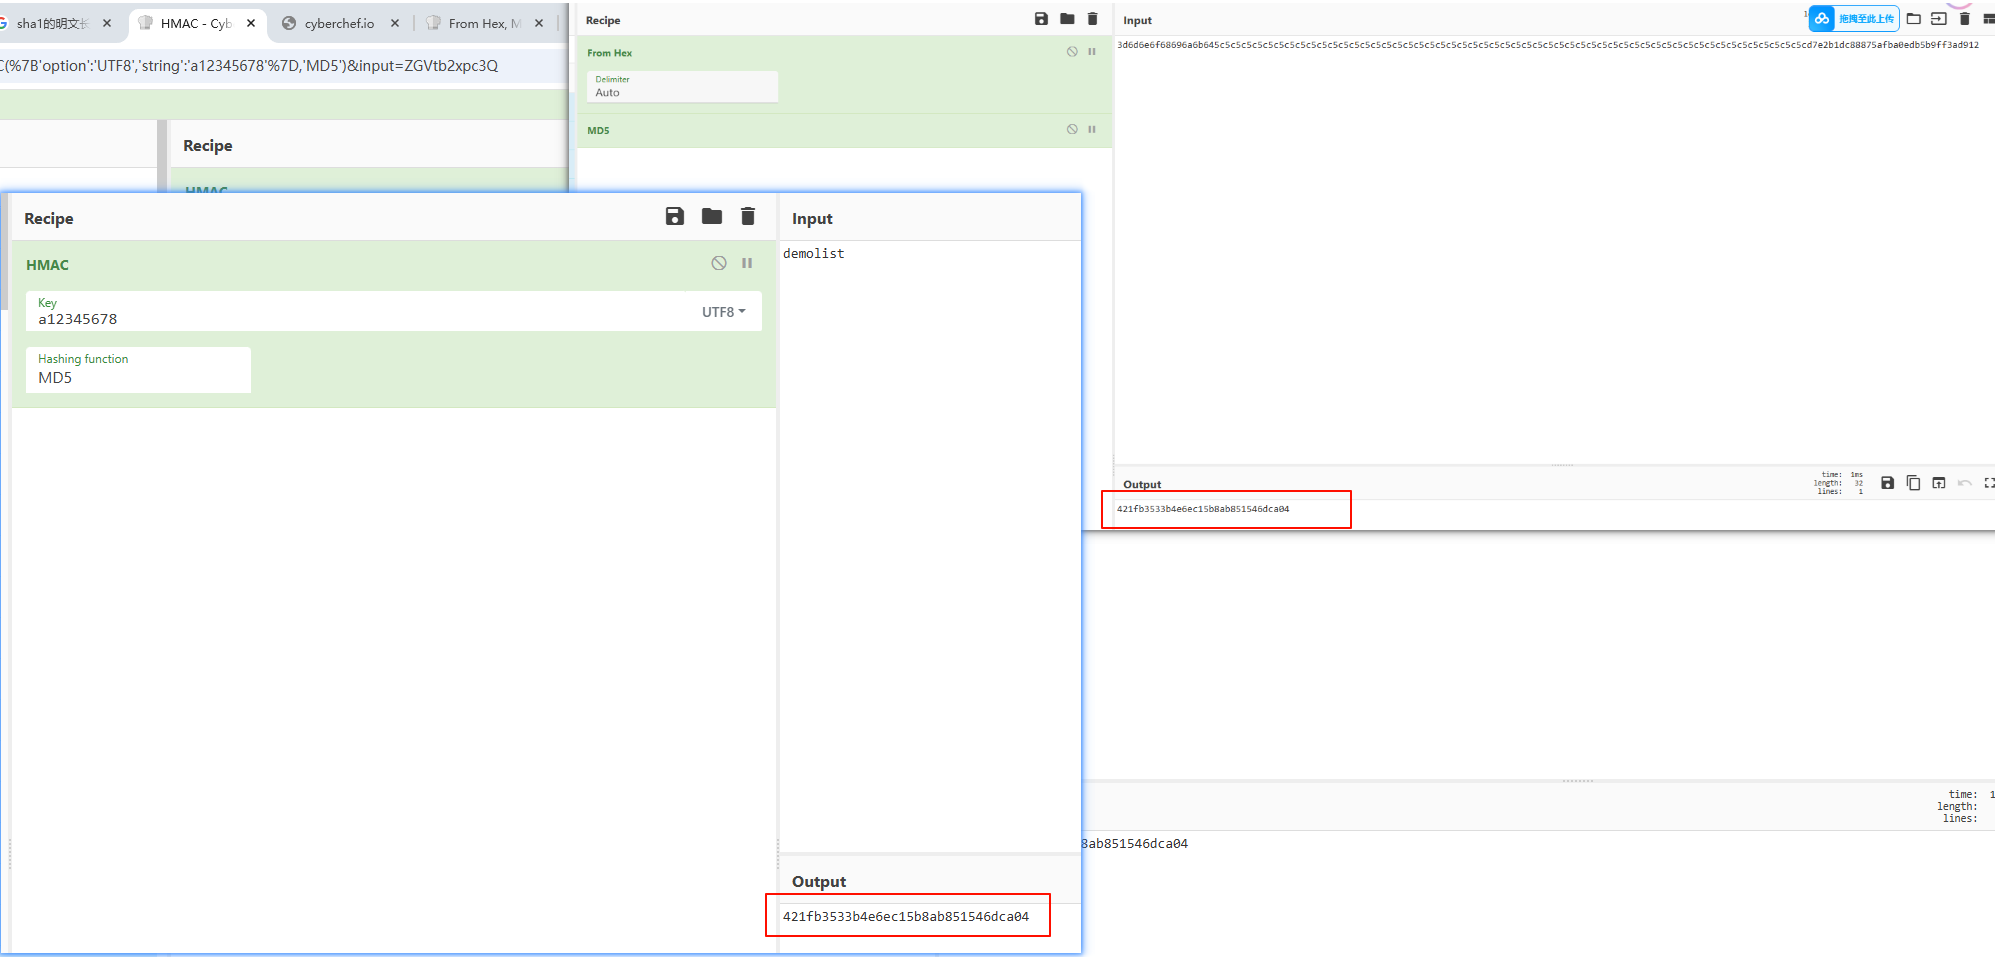 sha1的明文长
HMAC - Cyb
cyberchef.io
From Hex, M
C(%7B'option':'UTF8','string':'a12345678'%7D,'MD5')&input=ZGVtb2xpc3Q
Recipe
HMAC
Recipe
From Hex
Delimiter
Auto
MD5
Input
拖拽至此上传
3d6d6e6f68696a6b645c5c5c5c5c5c5c5c5c5c5c5c5c5c5c5c5c5c5c5c5c5c5c5c5c5c5c5c5c5c5c5c5c5c5c5c5c5c5c5c5c5c5c5c5c5c5c5c5c5c5c5c5c5cd7e2b1dc88875afba0edb5b9ff3ad912
Output
time: 1ms
length: 32
lines: 1
421fb3533b4e6ec15b8ab851546dca04
Recipe
HMAC
Key
a12345678
UTF8
Hashing function
MD5
Input
demolist
Output
421fb3533b4e6ec15b8ab851546dca04
time: 1
length:
lines:
8ab851546dca04